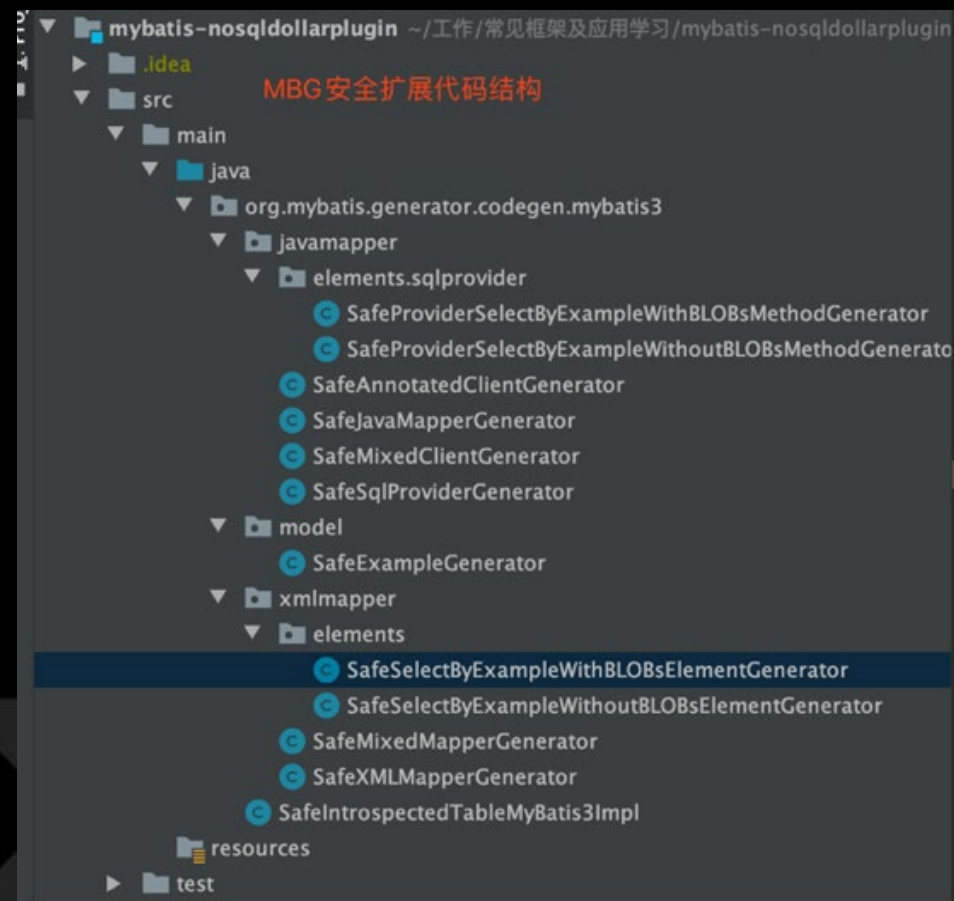 mybatis-nosqldollarplugin ~/工作/常见框架及应用学习/mybatis-nosqldollarplugin
.idea
src
MBG安全扩展代码结构
main
java
org.mybatis.generator.codegen.mybatis3
javamapper
elements.sqlprovider
SafeProviderSelectByExampleWithBLOBsMethodGenerator
SafeProviderSelectByExampleWithoutBLOBsMethodGenerato
SafeAnnotatedClientGenerator
SafeJavaMapperGenerator
SafeMixedClientGenerator
SafeSqlProviderGenerator
model
SafeExampleGenerator
xmlmapper
elements
SafeSelectByExampleWithBLOBsElementGenerator
SafeSelectByExampleWithoutBLOBsElementGenerator
SafeMixedMapperGenerator
SafeXMLMapperGenerator
SafeIntrospectedTableMyBatis3Impl
resources
test